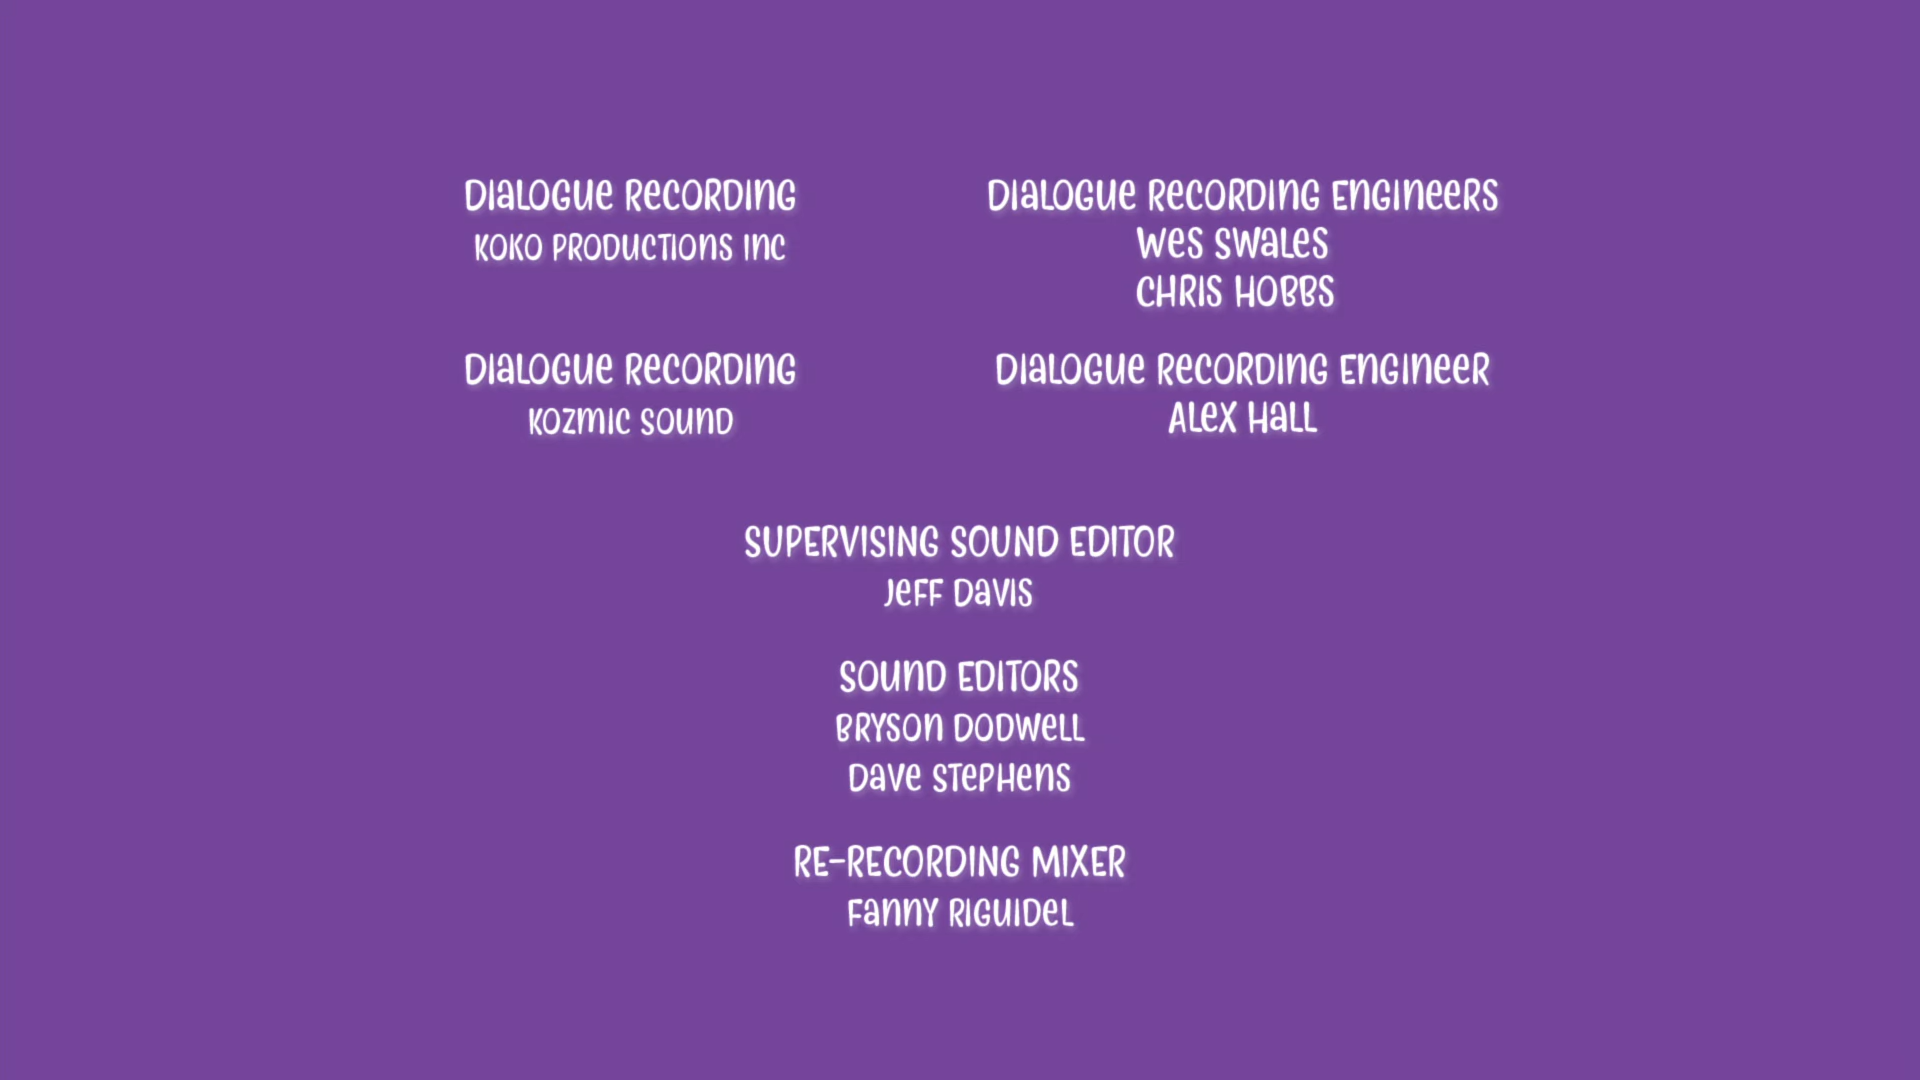 DIALOGUE RECORDING
KOKO PRODUCTIONS INC
DIALOGUE RECORDING ENGINEERS
WES SWALES
CHRIS HOBBS
DIALOGUE RECORDING
KOZMIC SOUND
DIALOGUE RECORDING ENGINEER
ALEX HALL
SUPERVISING SOUND EDITOR
JEFF DAVIS
SOUND EDITORS
BRYSON DODWELL
DAVE STEPHENS
RE-RECORDING MIXER
FANNY RIGUIDEL